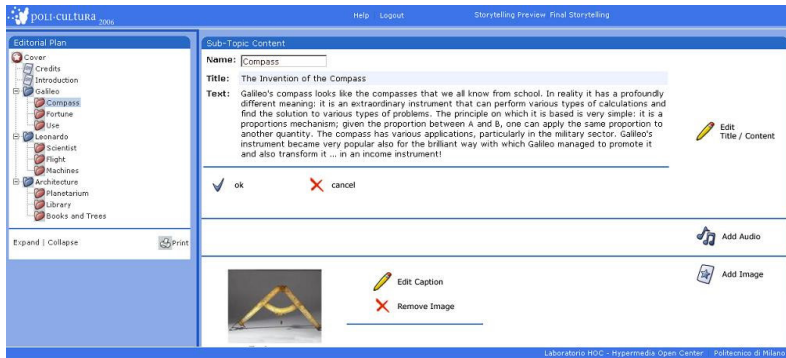 POLI-CULTURA 2006
Help Logout Storytelling Preview Final Storytelling
Editorial Plan
Cover
Credits
Introduction
Galileo
Compass
Fortune
Use
Leonardo
Scientist
Flight
Machines
Architecture
Planetarium
Library
Books and Trees
Expand | Collapse Print
Sub-Topic Content
Name: Compass
Title: The Invention of the Compass
Text: Galileo's compass looks like the compasses that we all know from school. In reality it has a profoundly
different meaning: it is an extraordinary instrument that can perform various types of calculations and
find the solution to various types of problems. The principle on which it is based is very simple: it is a
proportions mechanism; given the proportion between A and B, one can apply the same proportion to
another quantity. The compass has various applications, particularly in the military sector. Galileo's
instrument became very popular also for the brilliant way with which Galileo managed to promote it
and also transform it ... in an income instrument!
Edit
Title / Content
ok cancel
Add Audio
Edit Caption
Remove Image
Add Image
Laboratorio HOC - Hypermedia Open Center Politecnico di Milano